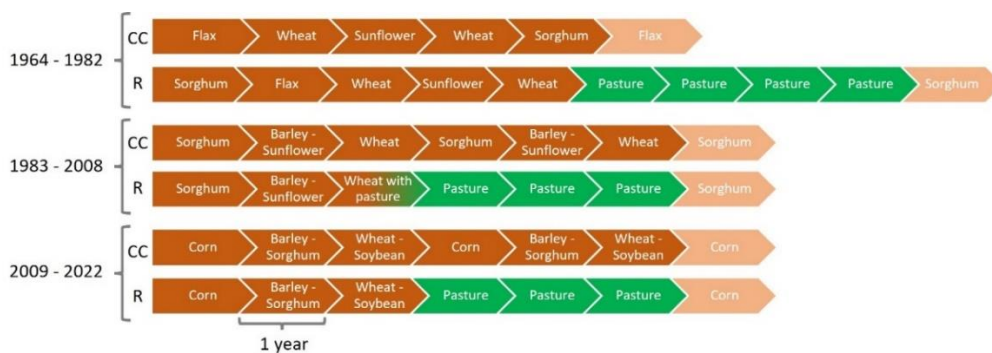 CC Flax Wheat Sunflower Wheat Sorghum Flax
1964 - 1982
R Sorghum Flax Wheat Sunflower Wheat Pasture Pasture Pasture Pasture Sorghum
CC Sorghum Barley - Sunflower Wheat Sorghum Barley - Sunflower Wheat Sorghum
1983 - 2008
R Sorghum Barley - Sunflower Wheat with pasture Pasture Pasture Pasture Sorghum
CC Corn Barley - Sorghum Wheat - Soybean Corn Barley - Sorghum Wheat - Soybean Corn
2009 - 2022
R Corn Barley - Sorghum Wheat - Soybean Pasture Pasture Pasture Corn
1 year